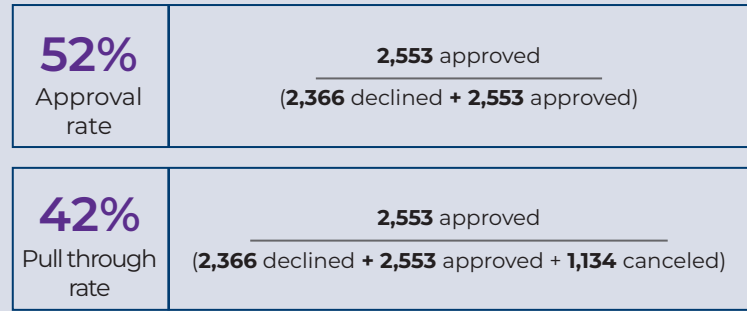 52%
Approval
rate
2,553 approved
(2,366 declined + 2,553 approved)
42%
Pull through
rate
2,553 approved
(2,366 declined + 2,553 approved + 1,134 canceled)